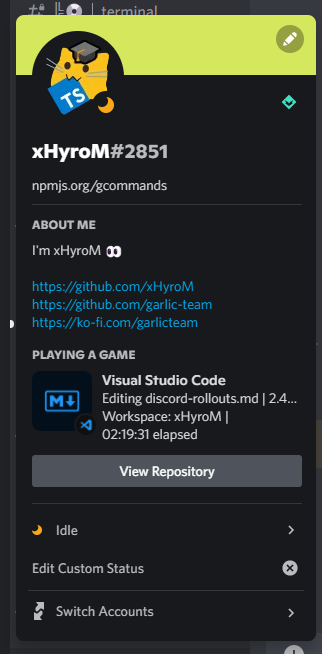 terminal
TS
xHyroM#2851
npmjs.org/gcommands
ABOUT ME
I'm xHyroM 👀
https://github.com/xHyroM
https://github.com/garlic-team
https://ko-fi.com/garlicteam
PLAYING A GAME
Visual Studio Code
Editing discord-rollouts.md | 2.4...
Workspace: xHyroM |
02:19:31 elapsed
View Repository
Idle
Edit Custom Status
Switch Accounts